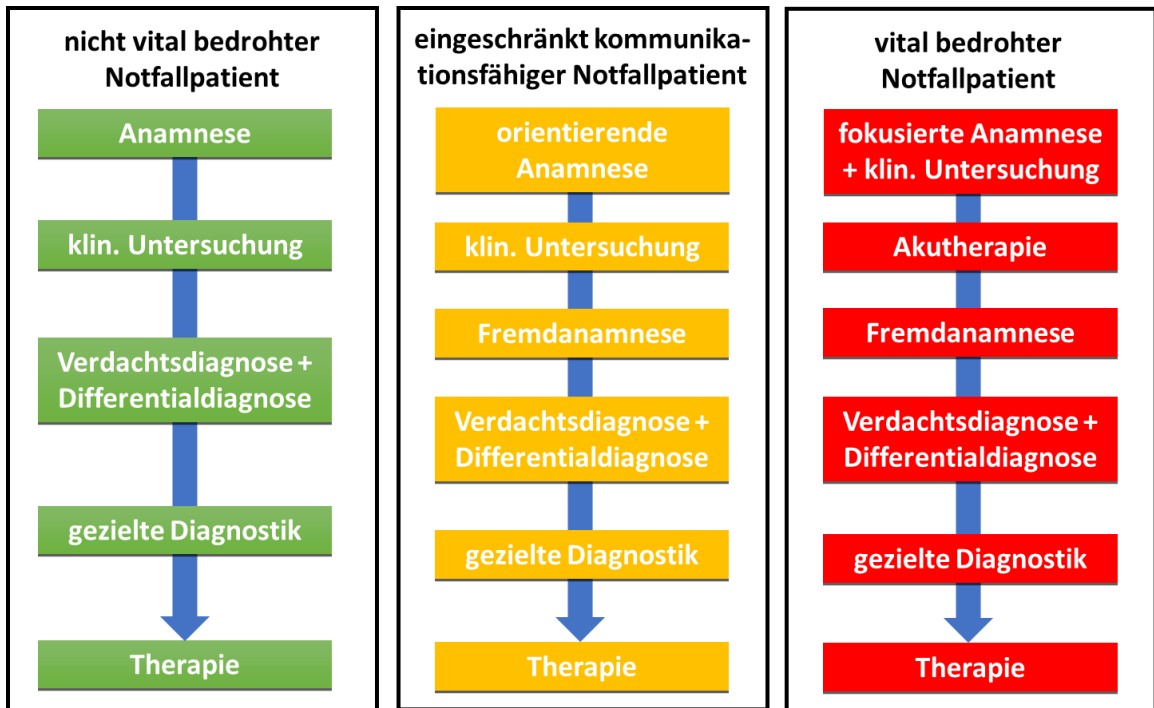 nicht vital bedrohter
Notfallpatient
Anamnese
klin. Untersuchung
Verdachtsdiagnose +
Differentialdiagnose
gezielte Diagnostik
Therapie
eingeschränkt kommunika-
tionsfähiger Notfallpatient
orientierende
Anamnese
klin. Untersuchung
Fremdanamnese
Verdachtsdiagnose +
Differentialdiagnose
gezielte Diagnostik
Therapie
vital bedrohter
Notfallpatient
fokusierte Anamnese
+ klin. Untersuchung
Akutherapie
Fremdanamnese
Verdachtsdiagnose +
Differentialdiagnose
gezielte Diagnostik
Therapie